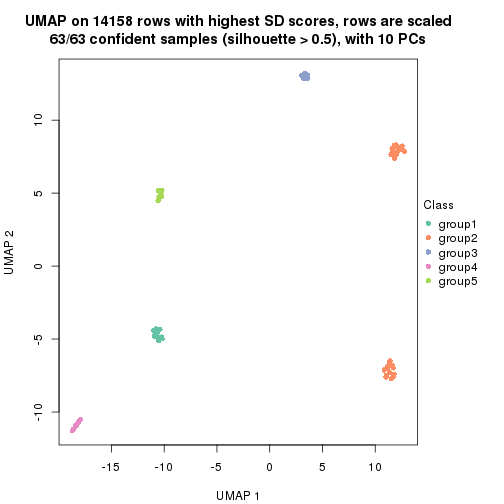 UMAP on 14158 rows with highest SD scores, rows are scaled
63/63 confident samples (silhouette > 0.5), with 10 PCs
10
5
0
-5
-10
UMAP 2
-15
-10
-5
0
5
10
UMAP 1
Class
group1
group2
group3
group4
group5